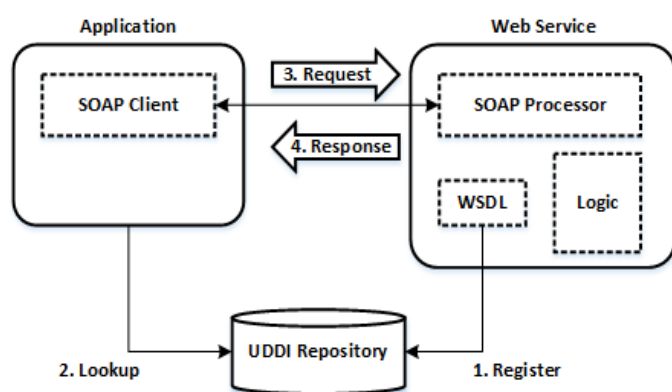 Application
Web Service
3. Request
SOAP Client
SOAP Processor
4. Response
WSDL
Logic
UDDI Repository
2. Lookup
1. Register